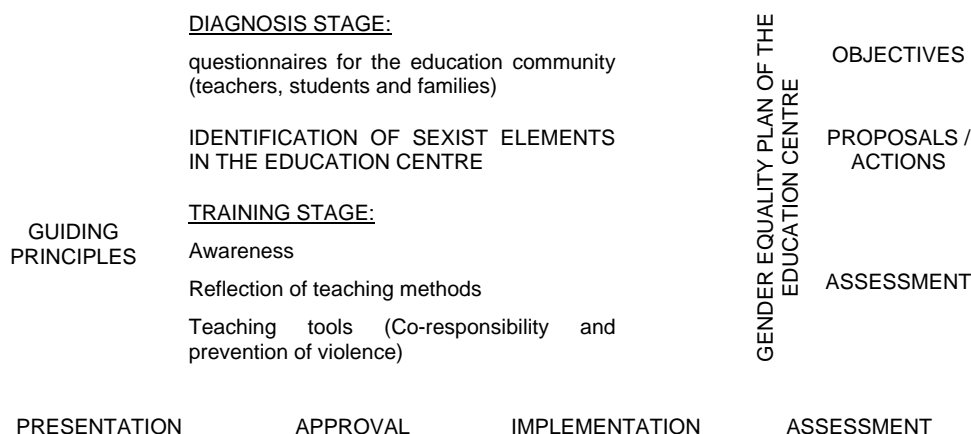 DIAGNOSIS STAGE:
questionnaires for the education community
(teachers, students and families)
IDENTIFICATION OF SEXIST ELEMENTS
IN THE EDUCATION CENTRE
GUIDING
PRINCIPLES
TRAINING STAGE:
Awareness
Reflection of teaching methods
Teaching tools (Co-responsibility and
prevention of violence)
GENDER EQUALITY PLAN OF THE
EDUCATION CENTRE
OBJECTIVES
PROPOSALS /
ACTIONS
ASSESSMENT
PRESENTATION APPROVAL IMPLEMENTATION ASSESSMENT